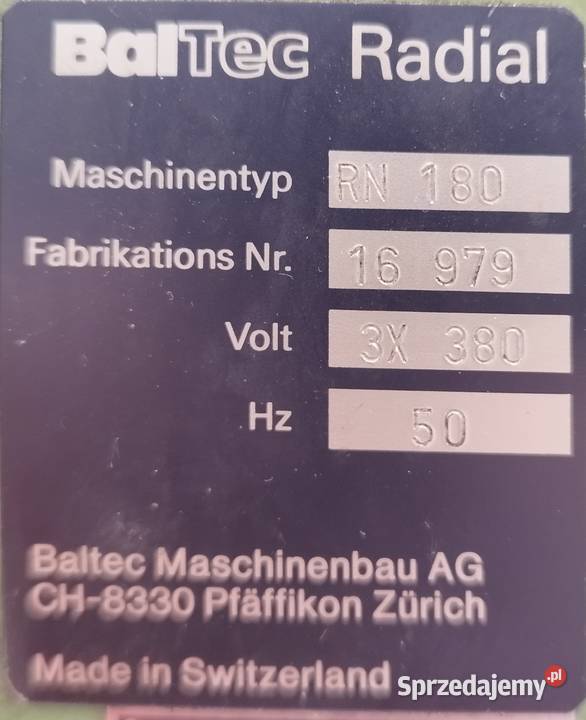 BalTec Radial
Maschinentyp RN 180
Fabrikations Nr. 16 979
Volt 3X 380
Hz 50
Baltec Maschinenbau AG
CH-8330 Pfäffikon Zürich
Made in Switzerland
Sprzedajemy.pl